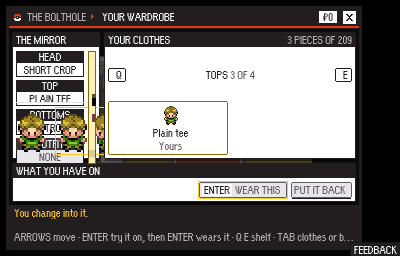 THE BOLTHOLE ▸ YOUR WARDROBE
₽0 X
THE MIRROR
HEAD
SHORT CROP
TOP
PLAIN TEE
BOTTOMS
NONE
YOUR CLOTHES
3 PIECES OF 209
Q
TOPS 3 OF 4
E
Plain tee
Yours
WHAT YOU HAVE ON
ENTER WEAR THIS
PUT IT BACK
You change into it.
ARROWS move · ENTER try it on, then ENTER wears it · Q E shelf · TAB clothes or b...
FEEDBACK